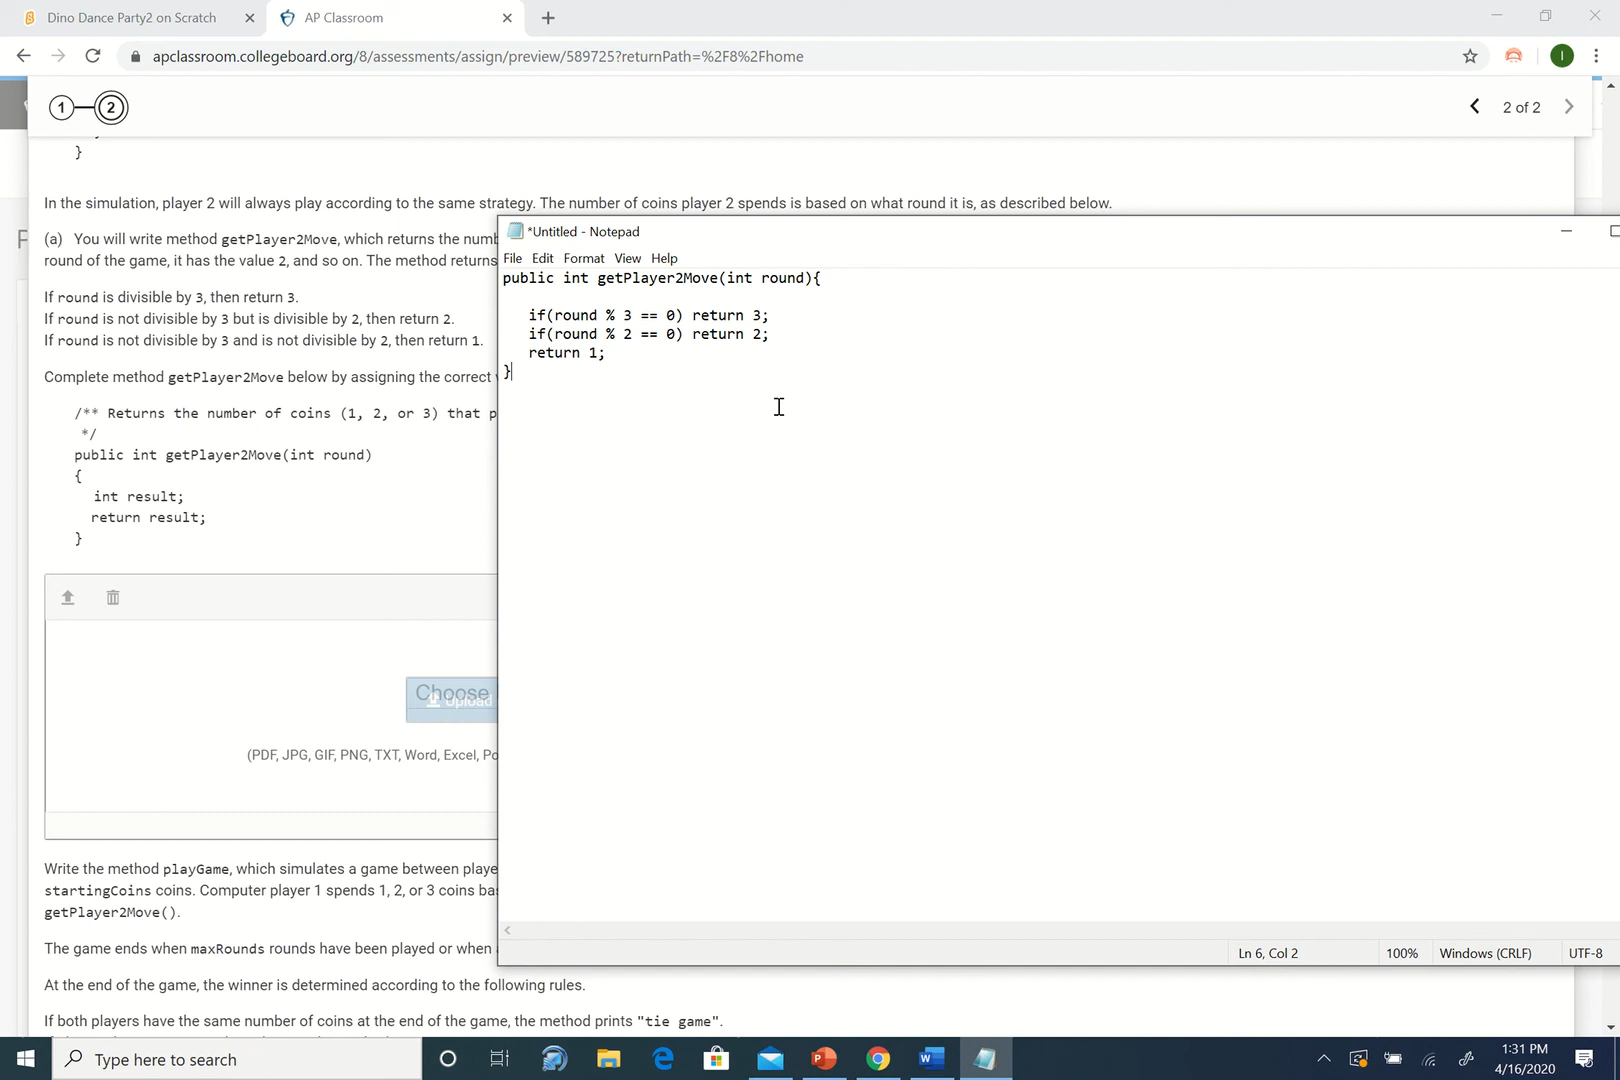 Dino Dance Party2 on Scratch
AP Classroom
apclassroom.collegeboard.org/8/assessments/assign/preview/589725?returnPath=%2F8%2Fhome
I
1
2
2 of 2
}
In the simulation, player 2 will always play according to the same strategy. The number of coins player 2 spends is based on what round it is, as described below.
(a) You will write method getPlayer2Move, which returns the
round of the game, it has the value 2, and so on. The method returns
If round is divisible by 3, then return 3.
If round is not divisible by 3 but is divisible by 2, then return 2.
If round is not divisible by 3 and is not divisible by 2, then return 1.
Complete method getPlayer2Move below by assigning the correct
/** Returns the number of coins (1, 2, or 3) that
*/
public int getPlayer2Move(int round)
{
int result;
return result;
}
Choose
Upload
(PDF, JPG, GIF, PNG, TXT, Word, Excel,
Write the method playGame, which simulates a game between
startingCoins coins. Computer player 1 spends 1, 2, or 3 coins
getPlayer2Move().
The game ends when maxRounds rounds have been played or when
At the end of the game, the winner is determined according to the following rules.
If both players have the same number of coins at the end of the game, the method prints "tie game".
*Untitled - Notepad
File Edit Format View Help
public int getPlayer2Move(int round){
if(round % 3 == 0) return 3;
if(round % 2 == 0) return 2;
return 1;
}
Ln 6, Col 2
100%
Windows (CRLF)
UTF-8
Type here to search
1:31 PM
4/16/2020